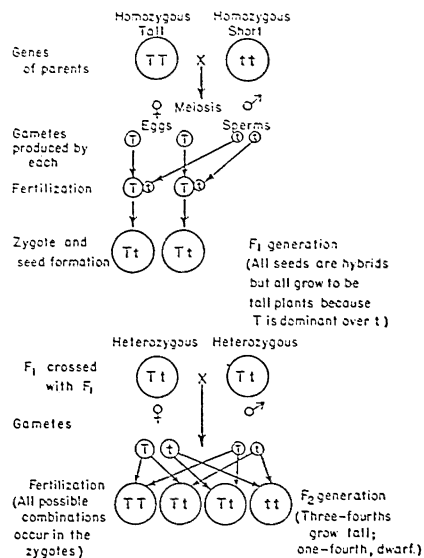 Homozygous Homozygous
Tall Short
Genes
of parents
TT X tt
♀ Meiosis ♂
Eggs Sperms
Gametes
produced by
each
T T t t
Fertilization
T t T t
Zygote and
seed formation
Tt Tt
F₁ generation
(All seeds are hybrids
but all grow to be
tall plants because
T is dominant over t)
Heterozygous Heterozygous
F₁ crossed
with F₁
Tt X Tt
♀ ♂
Gametes
T t T t
Fertilization
(All possible
combinations
occur in the
zygotes)
TT Tt Tt tt
F₂ generation
(Three-fourths
grow tall;
one-fourth, dwarf.)